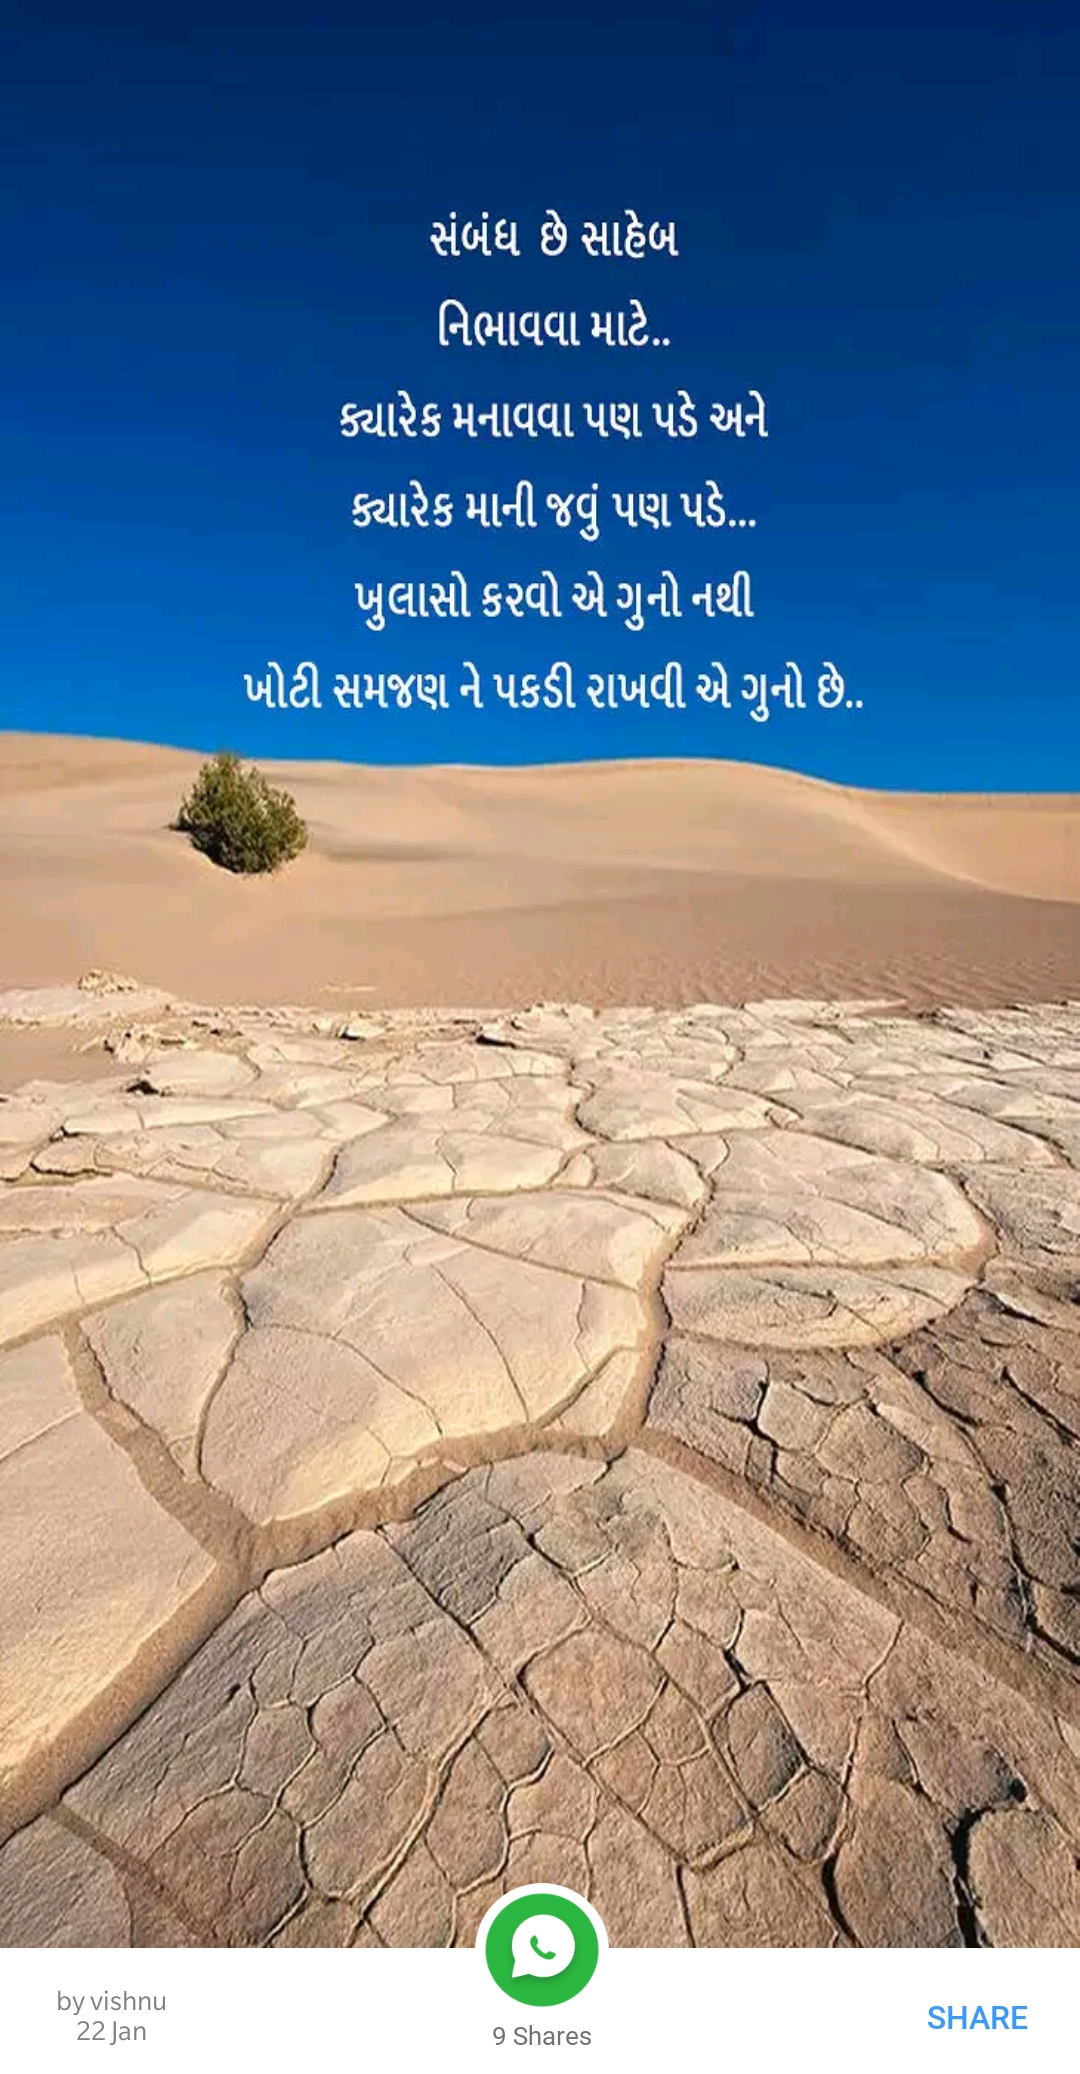 સંબંધ છે સાહેબ
નિભાવવા માટે..
ક્યારેક મનાવવા પણ પડે અને
ક્યારેક માની જવું પણ પડે...
ખુલાસો કરવો એ ગુનો નથી
ખોટી સમજણ ને પકડી રાખવી એ ગુનો છે..
by vishnu
22 Jan
9 Shares
SHARE